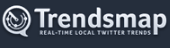 Trendsmap
REAL-TIME LOCAL TWITTER TRENDS